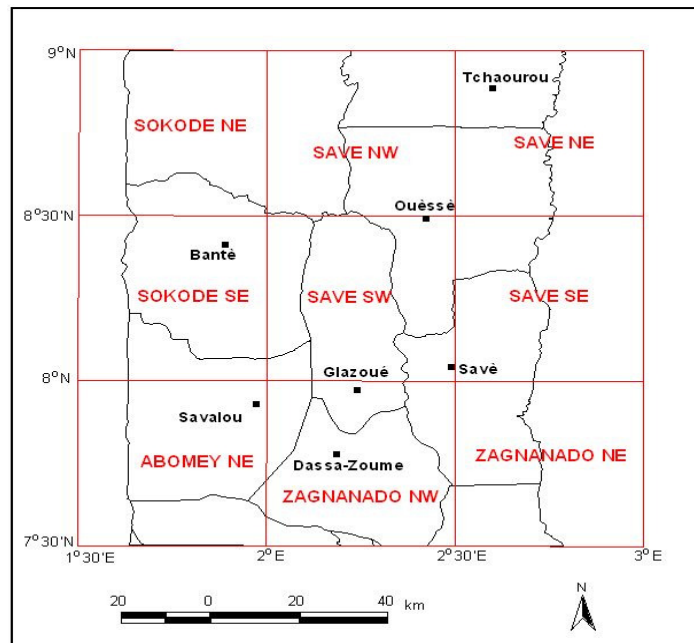 9°N
Tchaourou
SOKODE NE
SAVE NW
SAVE NE
Ouèssè
8°30'N
Bantè
SOKODE SE
SAVE SW
SAVE SE
Glazoué
Savè
8°N
Savalou
ABOMEY NE
Dassa-Zoume
ZAGNANADO NE
ZAGNANADO NW
7°30'N
1°30'E
2°E
2°30'E
3°E
20 0 20 40 km
N